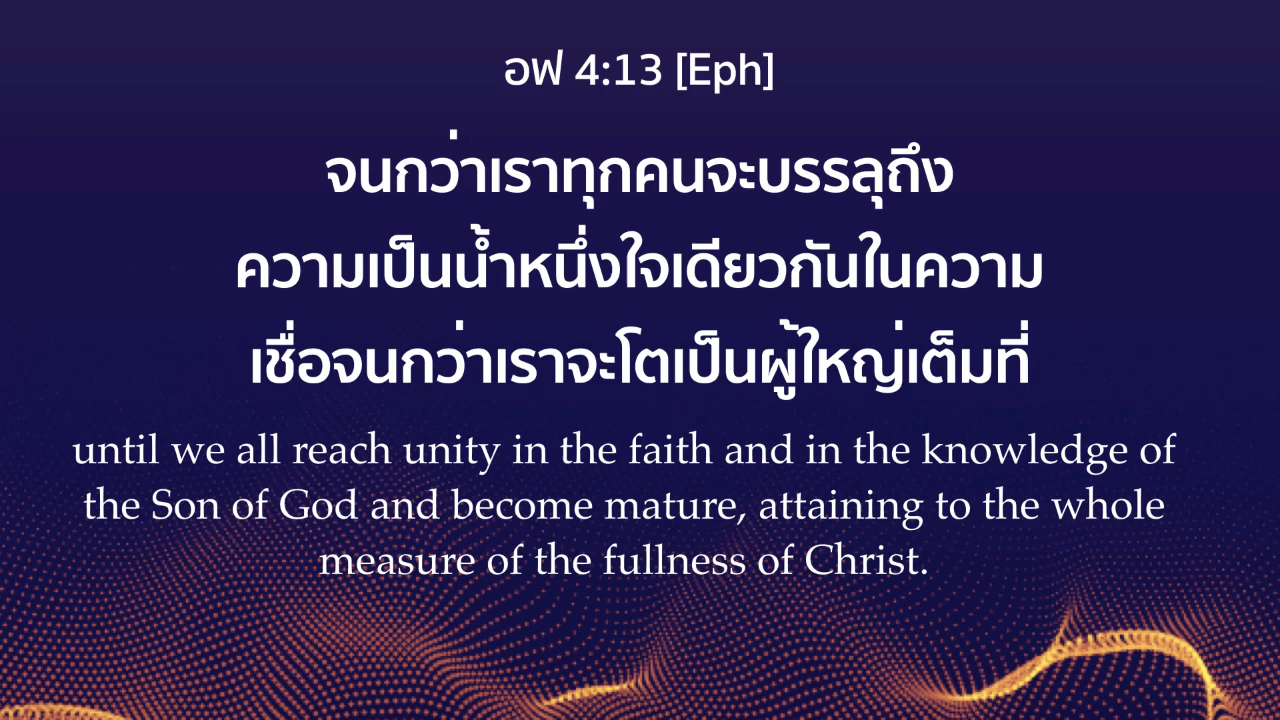 อฟ 4:13 [Eph]
จนกว่าเราทุกคนจะบรรลุถึง
ความเป็นน้ำหนึ่งใจเดียวกันในความ
เชื่อจนกว่าเราจะโตเป็นผู้ใหญ่เต็มที่
until we all reach unity in the faith and in the knowledge of
the Son of God and become mature, attaining to the whole
measure of the fullness of Christ.